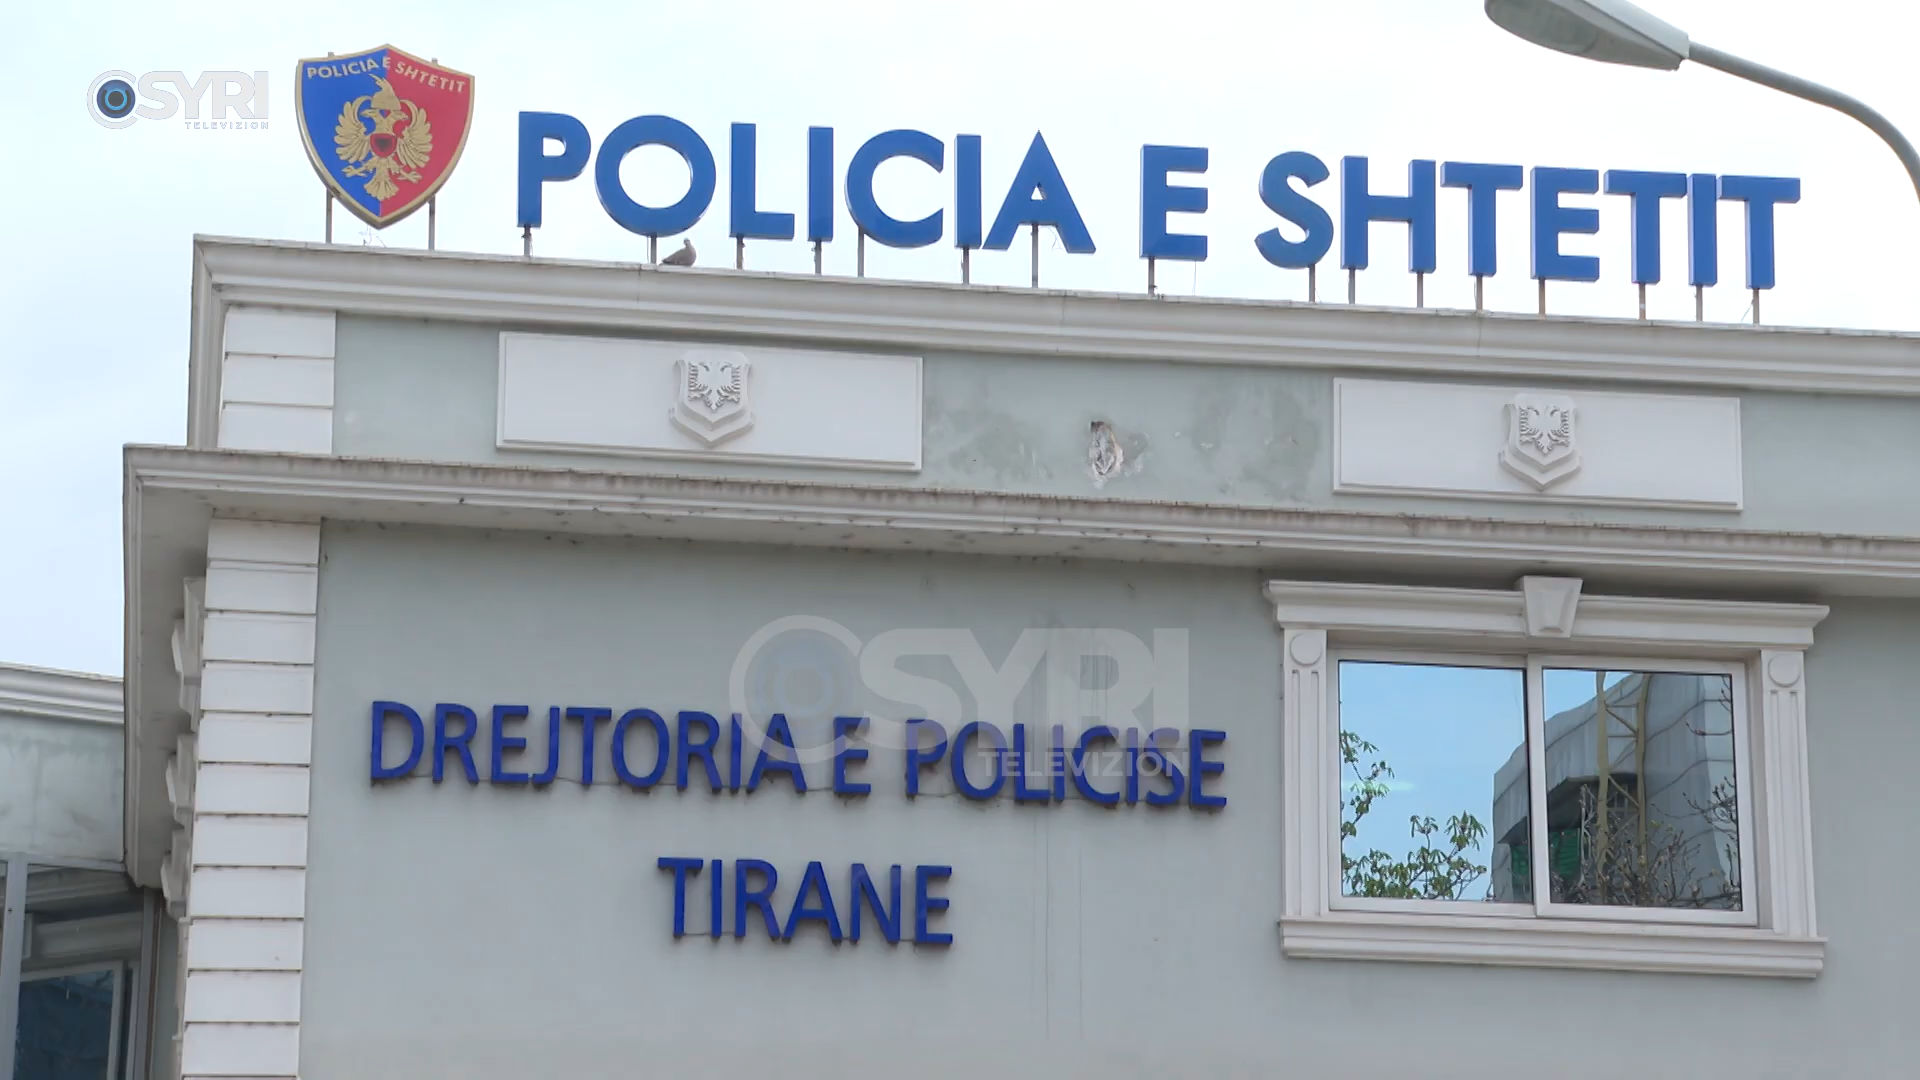 SYRI
TELEVIZION
POLICIA E SHTETIT
POLICIA E SHTETIT
SYRI
TELEVIZION
DREJTORIA E POLICISE
TIRANE